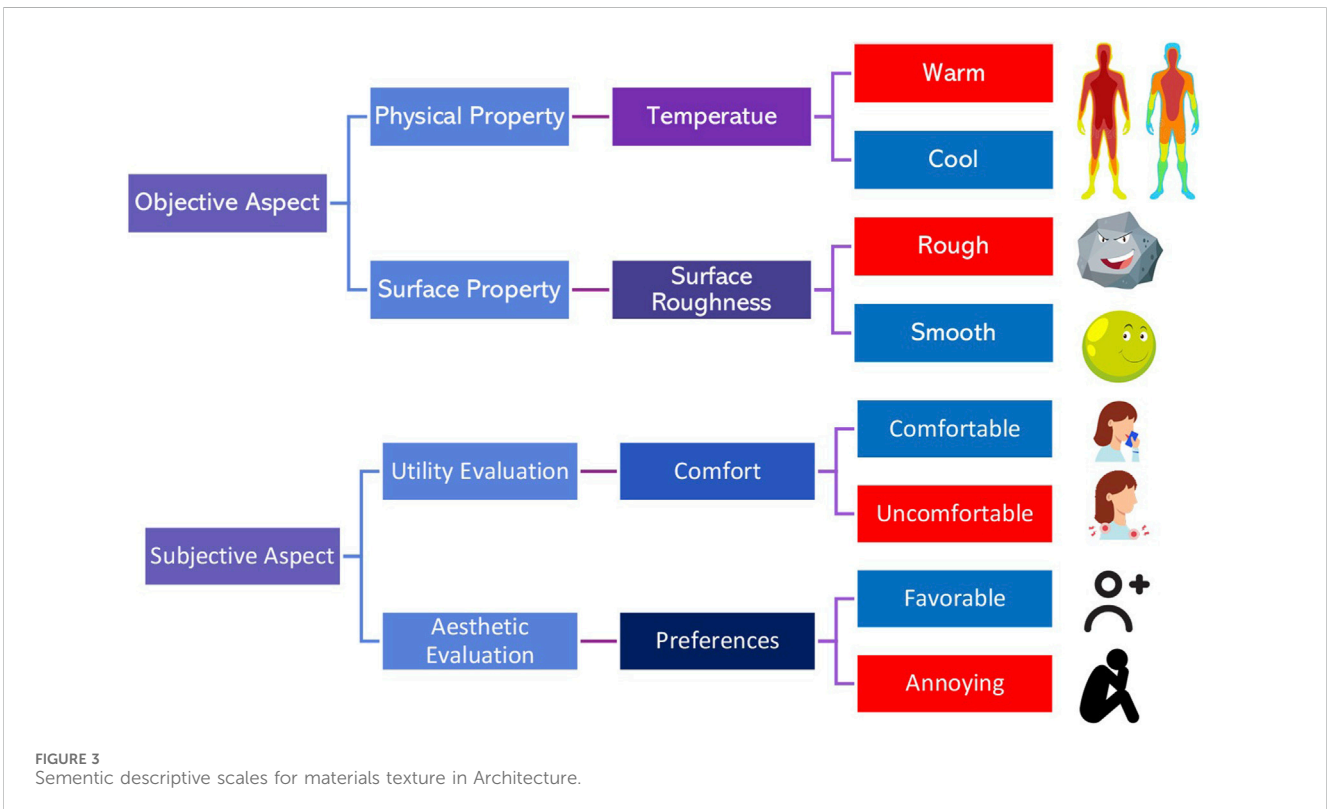 Objective Aspect
Physical Property
Temperatue
Warm
Cool
Surface Property
Surface
Roughness
Rough
Smooth
Subjective Aspect
Utility Evaluation
Comfort
Comfortable
Uncomfortable
Aesthetic
Evaluation
Preferences
Favorable
Annoying
FIGURE 3
Sementic descriptive scales for materials texture in Architecture.